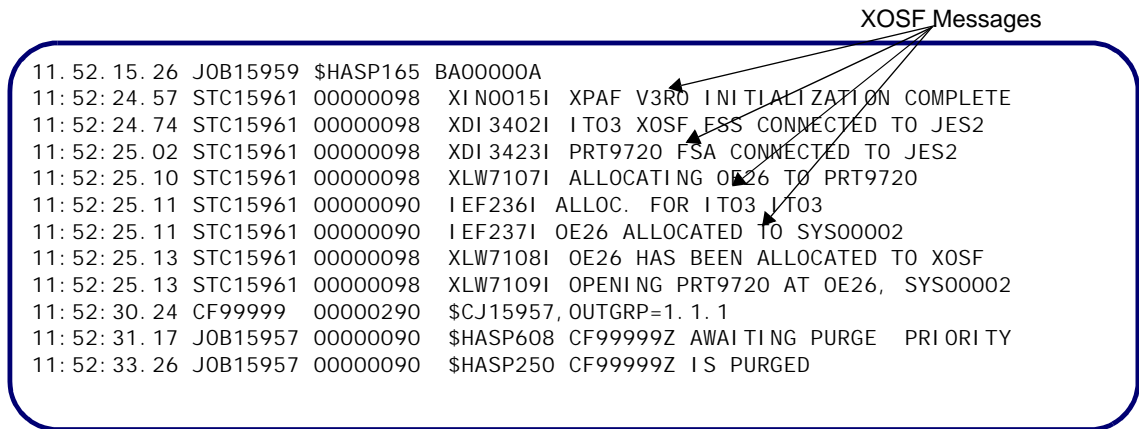 XOSF Messages
11.52.15.26 JOB15959 $HASP165 BA00000A
11:52:24.57 STC15961 00000098 XIN0015I XPAF V3R0 INITIALIZATION COMPLETE
11:52:24.74 STC15961 00000098 XDI3402I IT03 XOSF FSS CONNECTED TO JES2
11:52:25.02 STC15961 00000098 XDI3423I PRT9720 FSA CONNECTED TO JES2
11:52:25.10 STC15961 00000098 XLW7107I ALLOCATING 0E26 TO PRT9720
11:52:25.11 STC15961 00000090 IEF236I ALLOC. FOR IT03 IT03
11:52:25.11 STC15961 00000090 IEF237I 0E26 ALLOCATED TO SYS00002
11:52:25.13 STC15961 00000098 XLW7108I 0E26 HAS BEEN ALLOCATED TO XOSF
11:52:25.13 STC15961 00000098 XLW7109I OPENING PRT9720 AT 0E26, SYS00002
11:52:30.24 CF99999 00000290 $CJ15957,OUTGRP=1.1.1
11:52:31.17 JOB15957 00000090 $HASP608 CF99999Z AWAITING PURGE PRIORITY
11:52:33.26 JOB15957 00000090 $HASP250 CF99999Z IS PURGED